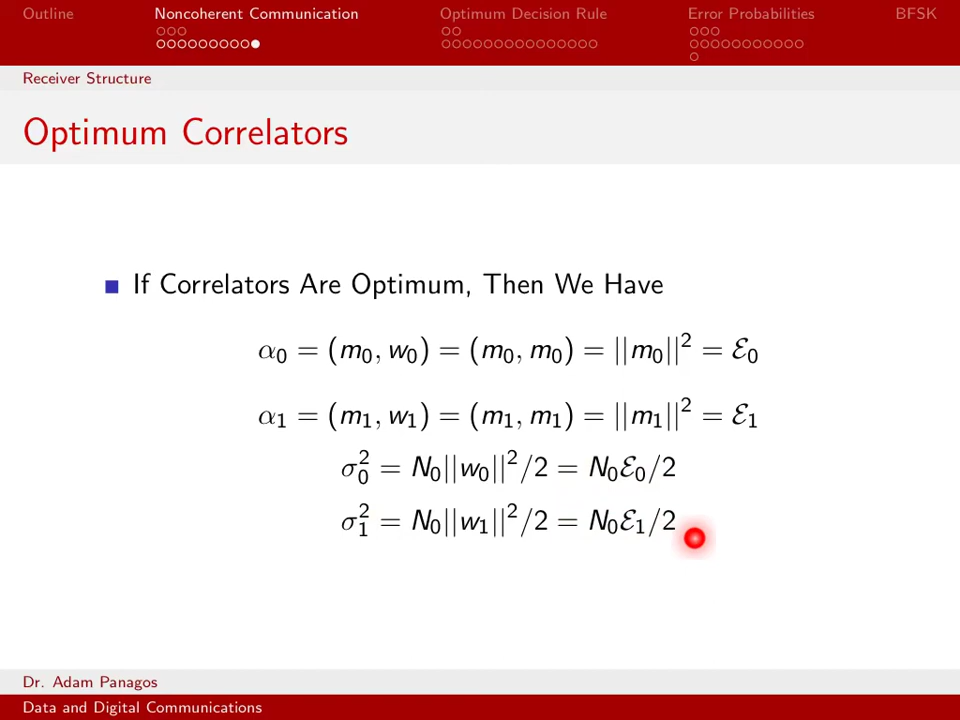 Outline Noncoherent Communication Optimum Decision Rule Error Probabilities BFSK
Receiver Structure
Optimum Correlators
If Correlators Are Optimum, Then We Have
α₀ = (m₀, w₀) = (m₀, m₀) = ||m₀||² = ℰ₀
α₁ = (m₁, w₁) = (m₁, m₁) = ||m₁||² = ℰ₁
σ₀² = N₀||w₀||²/2 = N₀ℰ₀/2
σ₁² = N₀||w₁||²/2 = N₀ℰ₁/2
Dr. Adam Panagos
Data and Digital Communications